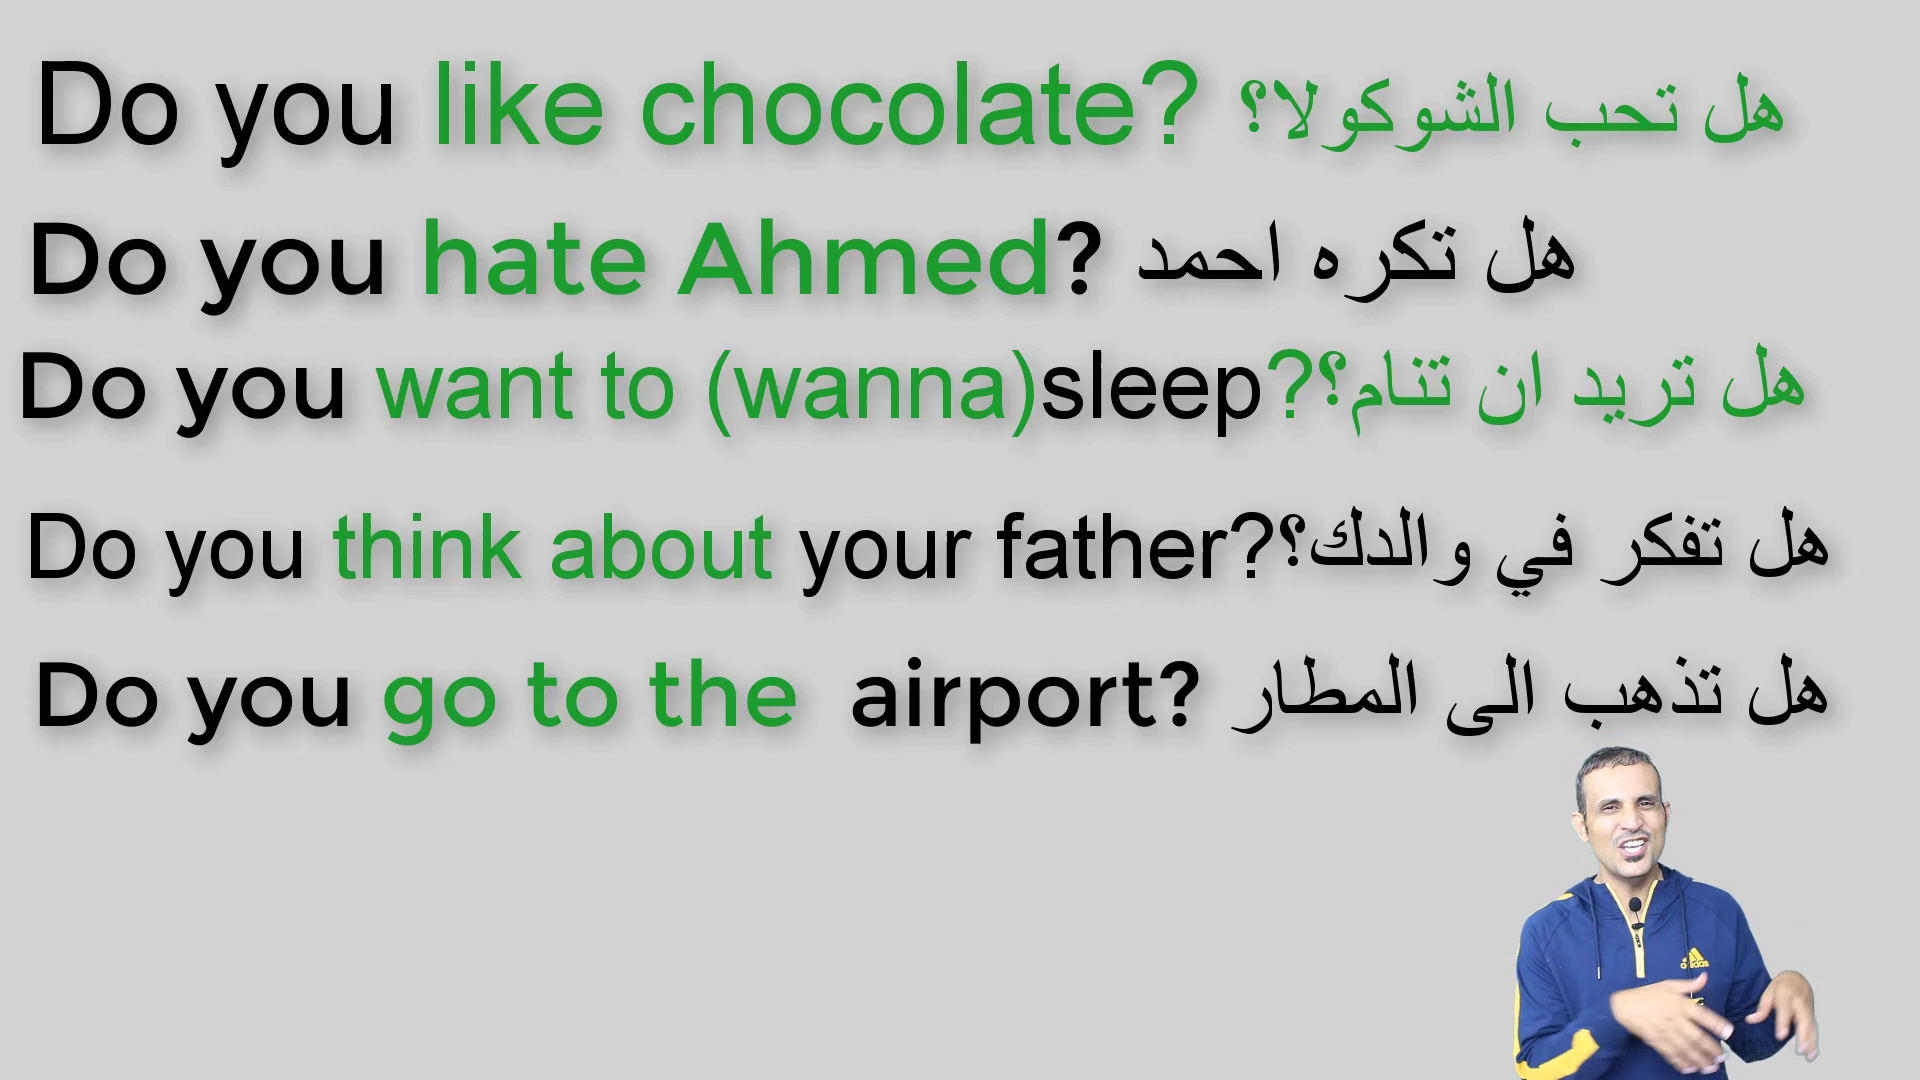 Do you like chocolate? هل تحب الشوكولا؟
Do you hate Ahmed? هل تكره احمد
Do you want to (wanna)sleep? هل تريد ان تنام؟
Do you think about your father? هل تفكر في والدك؟
Do you go to the airport? هل تذهب الى المطار
adidas